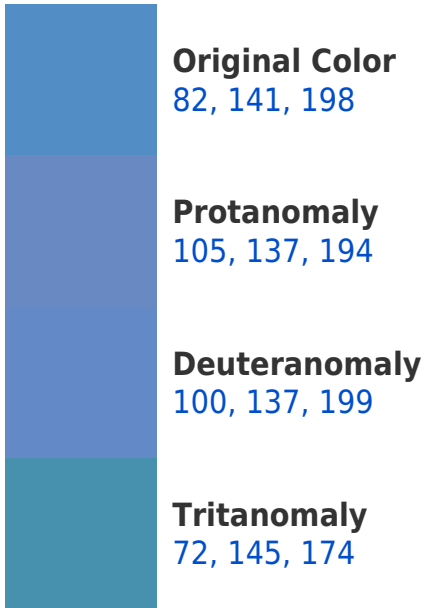 Original Color
82, 141, 198
Protanomaly
105, 137, 194
Deuteranomaly
100, 137, 199
Tritanomaly
72, 145, 174